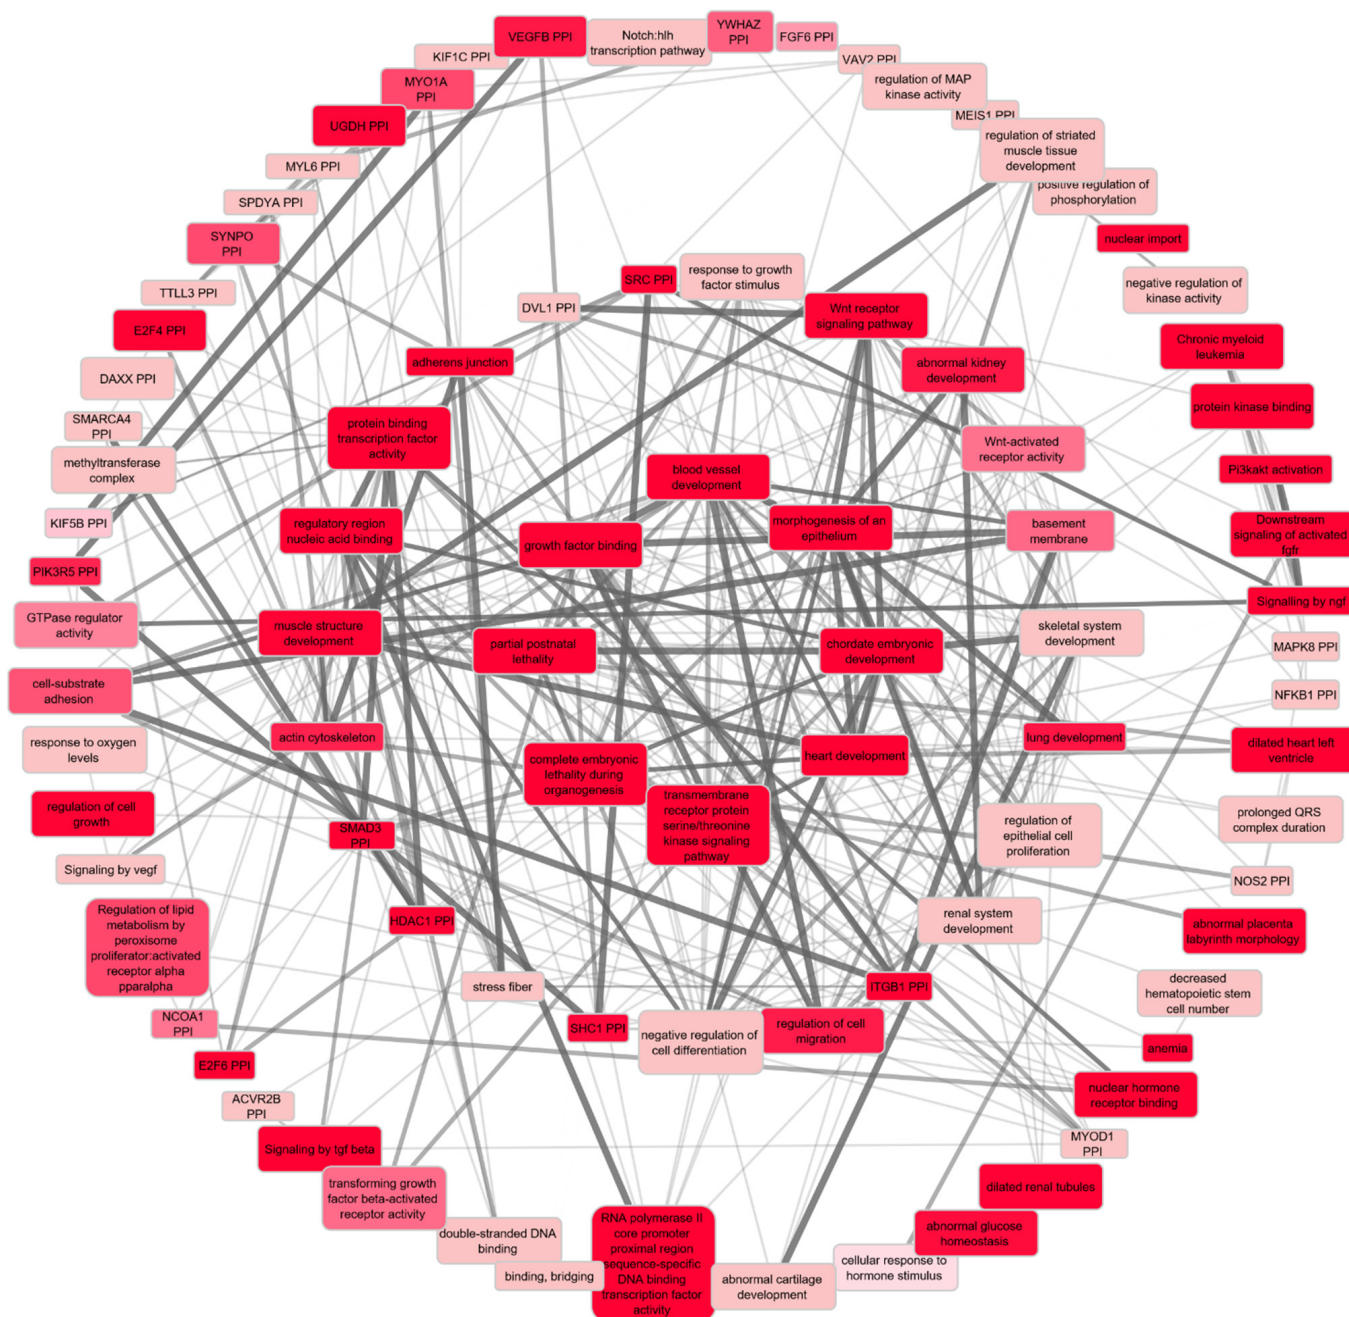 VEGFB PPI
Notch:hlh
transcription pathway
YWHAZ
PPI
FGF6 PPI
KIF1C PPI
VAV2 PPI
MYO1A
PPI
regulation of MAP
kinase activity
UGDH PPI
MEIS1 PPI
regulation of striated
muscle tissue
development
MYL6 PPI
positive regulation of
phosphorylation
SPDYA PPI
SYNPO
PPI
nuclear import
TTLL3 PPI
SRC PPI
response to growth
factor stimulus
negative regulation of
kinase activity
DVL1 PPI
Wnt receptor
signaling pathway
E2F4 PPI
Chronic myeloid
leukemia
adherens junction
abnormal kidney
development
DAXX PPI
protein kinase binding
SMARCA4
PPI
protein binding
transcription factor
activity
Wnt-activated
receptor activity
methyltransferase
complex
blood vessel
development
Pi3kakt activation
KIF5B PPI
regulatory region
nucleic acid binding
growth factor binding
morphogenesis of an
epithelium
basement
membrane
Downstream
signaling of activated
fgfr
PIK3R5 PPI
Signalling by ngf
GTPase regulator
activity
muscle structure
development
partial postnatal
lethality
chordate embryonic
development
skeletal system
development
MAPK8 PPI
cell-substrate
adhesion
NFKB1 PPI
response to oxygen
levels
actin cytoskeleton
complete embryonic
lethality during
organogenesis
heart development
lung development
dilated heart left
ventricle
regulation of cell
growth
SMAD3
PPI
transmembrane
receptor protein
serine/threonine
kinase signaling
pathway
regulation of
epithelial cell
proliferation
prolonged QRS
complex duration
Signaling by vegf
NOS2 PPI
Regulation of lipid
metabolism by
peroxisome
proliferator:activated
receptor alpha
pparalpha
HDAC1 PPI
renal system
development
abnormal placenta
labyrinth morphology
stress fiber
ITGB1 PPI
decreased
hematopoietic stem
cell number
NCOA1
PPI
SHC1 PPI
negative regulation of
cell differentiation
regulation of cell
migration
anemia
E2F6 PPI
nuclear hormone
receptor binding
ACVR2B
PPI
Signaling by tgf beta
MYOD1
PPI
transforming growth
factor beta-activated
receptor activity
dilated renal tubules
double-stranded DNA
binding
RNA polymerase II
core promoter
proximal region
sequence-specific
DNA binding
transcription factor
activity
abnormal glucose
homeostasis
binding, bridging
abnormal cartilage
development
cellular response to
hormone stimulus